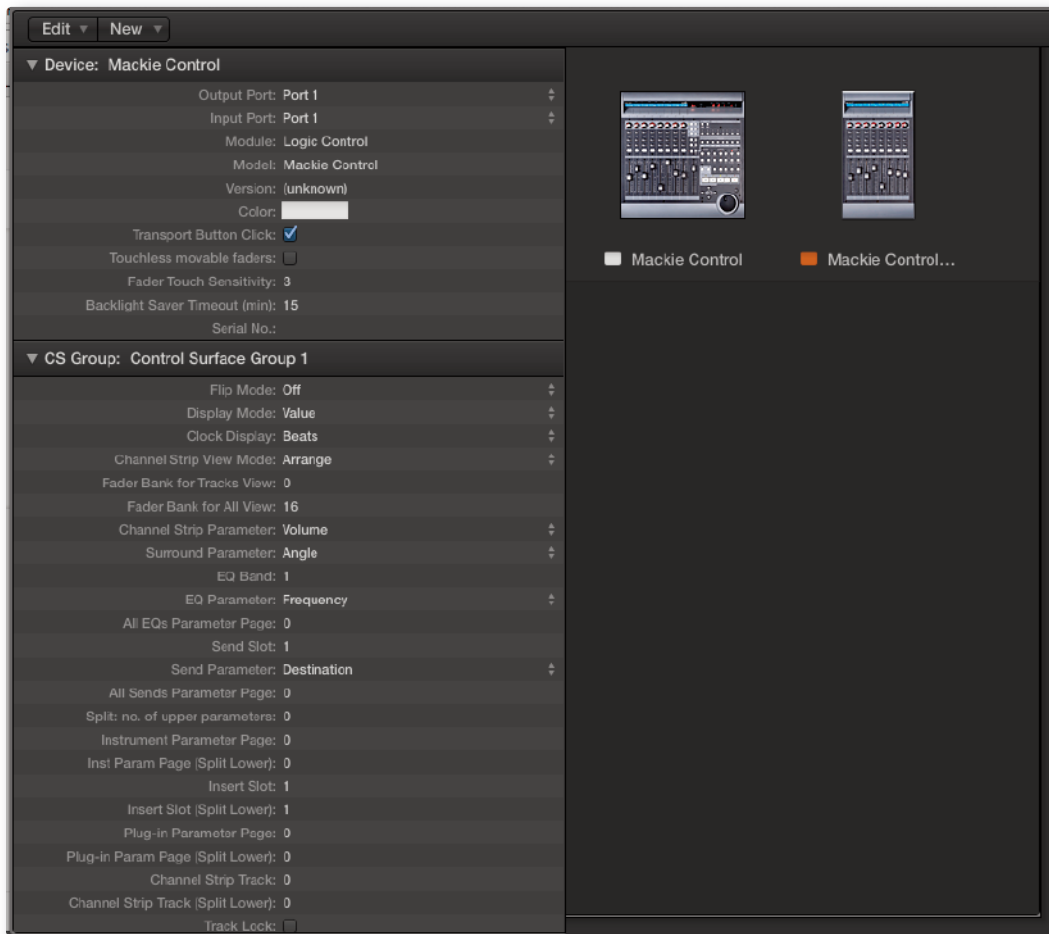 Edit New
Device: Mackie Control
Output Port: Port 1
Input Port: Port 1
Module: Logic Control
Model: Mackie Control
Version: (unknown)
Color:
Transport Button Click:
Touchless movable faders:
Fader Touch Sensitivity: 3
Backlight Saver Timeout (min): 15
Serial No.:
CS Group: Control Surface Group 1
Flip Mode: Off
Display Mode: Value
Clock Display: Beats
Channel Strip View Mode: Arrange
Fader Bank for Tracks View: 0
Fader Bank for All View: 16
Channel Strip Parameter: Volume
Surround Parameter: Angle
EQ Band: 1
EQ Parameter: Frequency
All EQs Parameter Page: 0
Send Slot: 1
Send Parameter: Destination
All Sends Parameter Page: 0
Split: no. of upper parameters: 0
Instrument Parameter Page: 0
Inst Param Page (Split Lower): 0
Insert Slot: 1
Insert Slot (Split Lower): 1
Plug-in Parameter Page: 0
Plug-in Param Page (Split Lower): 0
Channel Strip Track: 0
Channel Strip Track (Split Lower): 0
Track Lock:
Mackie Control
Mackie Control...